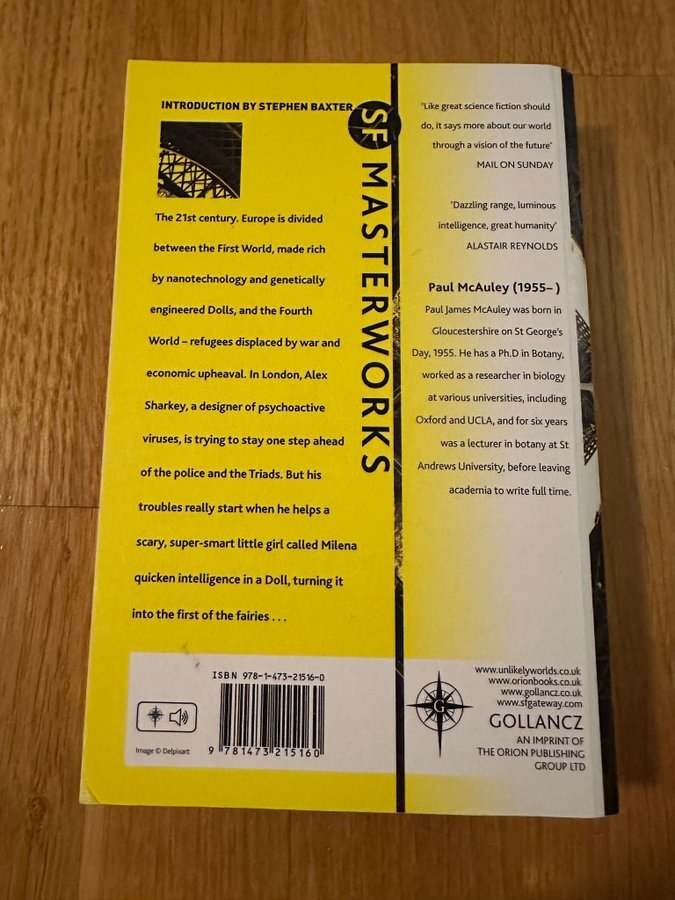 INTRODUCTION BY STEPHEN BAXTER
The 21st century. Europe is divided
between the First World, made rich
by nanotechnology and genetically
engineered Dolls, and the Fourth
World – refugees displaced by war and
economic upheaval. In London, Alex
Sharkey, a designer of psychoactive
viruses, is trying to stay one step ahead
of the police and the Triads. But his
troubles really start when he helps a
scary, super-smart little girl called Milena
quicken intelligence in a Doll, turning it
into the first of the fairies . . .
SF MASTERWORKS
‘Like great science fiction should
do, it says more about our world
through a vision of the future’
MAIL ON SUNDAY
‘Dazzling range, luminous
intelligence, great humanity’
ALASTAIR REYNOLDS
Paul McAuley (1955– )
Paul James McAuley was born in
Gloucestershire on St George’s
Day, 1955. He has a Ph.D in Botany,
worked as a researcher in biology
at various universities, including
Oxford and UCLA, and for six years
was a lecturer in botany at St
Andrews University, before leaving
academia to write full time.
ISBN 978-1-473-21516-0
9 781473 215160
Image © Delpixart
G
www.unlikelyworlds.co.uk
www.orionbooks.co.uk
www.gollancz.co.uk
www.sfgateway.com
GOLLANCZ
AN IMPRINT OF
THE ORION PUBLISHING
GROUP LTD